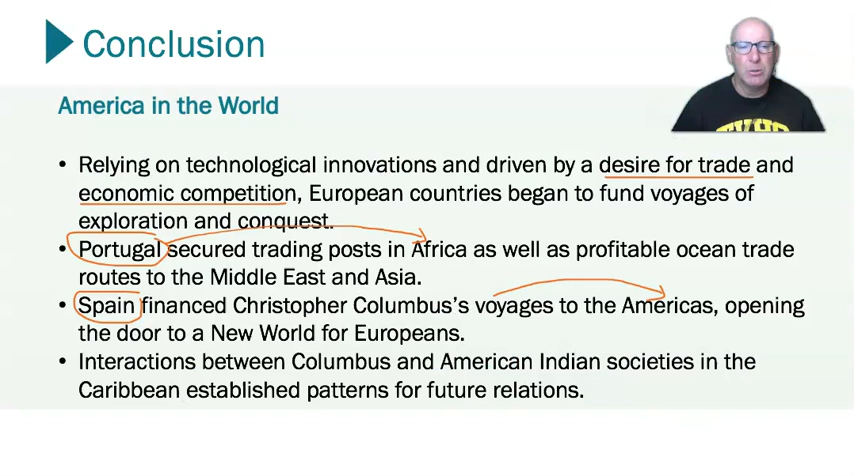 Conclusion
America in the World
• Relying on technological innovations and driven by a desire for trade and
economic competition, European countries began to fund voyages of
exploration and conquest.
• Portugal secured trading posts in Africa as well as profitable ocean trade
routes to the Middle East and Asia.
• Spain financed Christopher Columbus's voyages to the Americas, opening
the door to a New World for Europeans.
• Interactions between Columbus and American Indian societies in the
Caribbean established patterns for future relations.